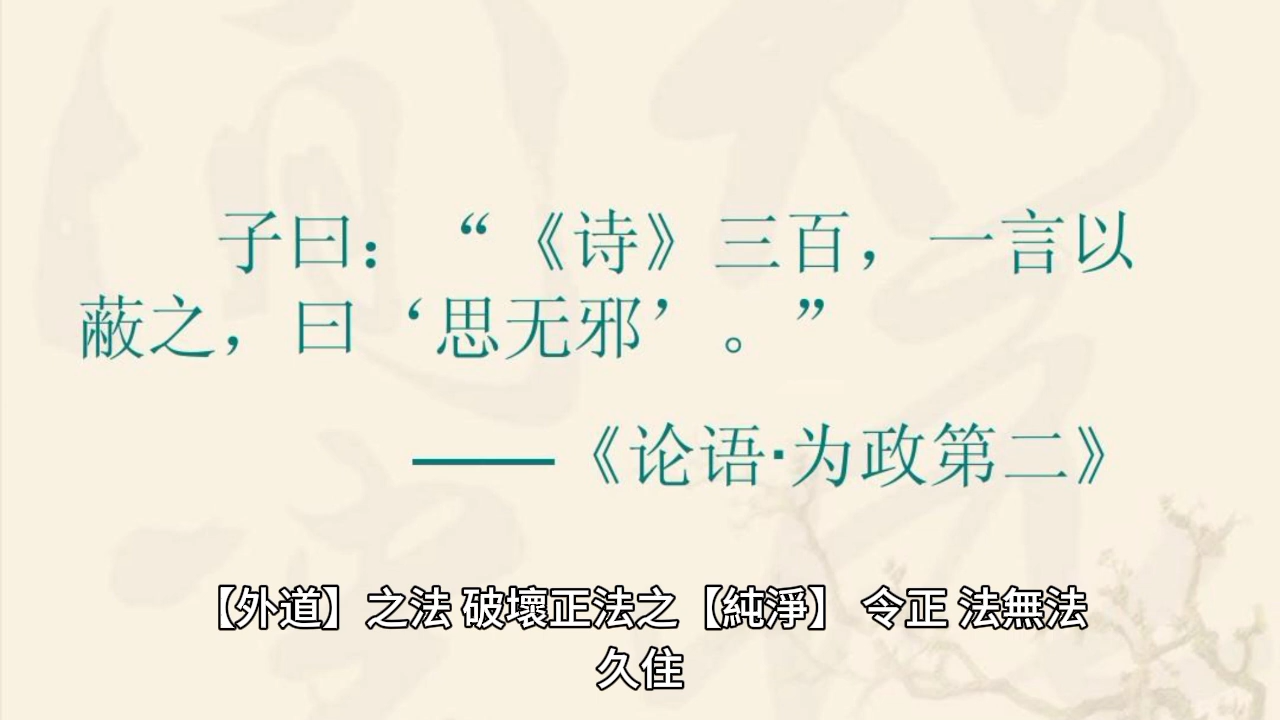 子曰：“《诗》三百，一言以
蔽之，曰‘思无邪’。”
——《论语·为政第二》
【外道】之法 破壞正法之【純淨】 令正 法無法
久住